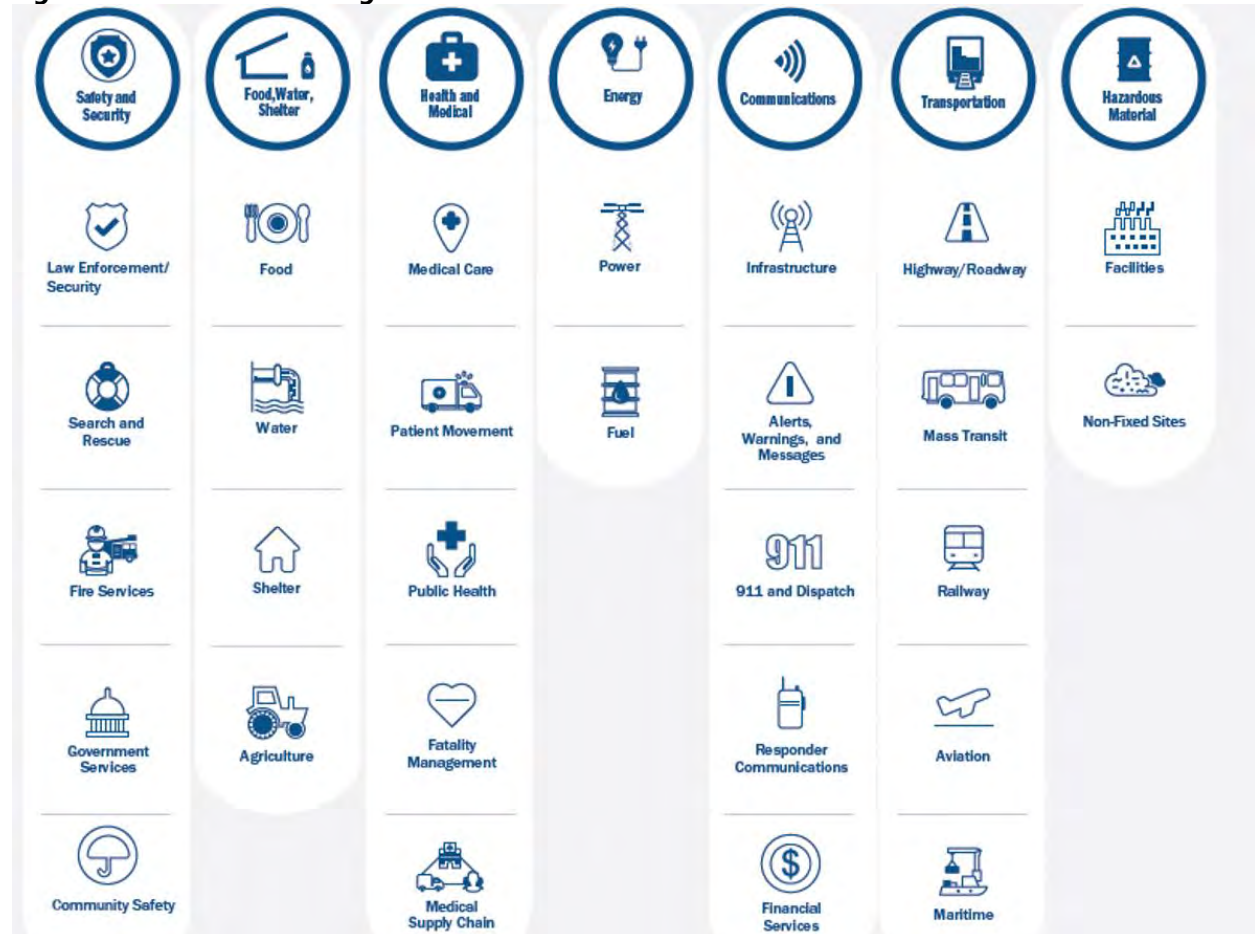 Safety and
Security
Food,Water,
Shelter
Health and
Medical
Energy
Communications
Transportation
Hazardous
Material
Law Enforcement/
Security
Food
Medical Care
Power
Infrastructure
Highway/Roadway
Facilities
Search and
Rescue
Water
Patient Movement
Fuel
Alerts,
Warnings, and
Messages
Mass Transit
Non-Fixed Sites
Fire Services
Shelter
Public Health
911
911 and Dispatch
Railway
Government
Services
Agriculture
Fatality
Management
Responder
Communications
Aviation
Community Safety
Medical
Supply Chain
$
Financial
Services
Maritime